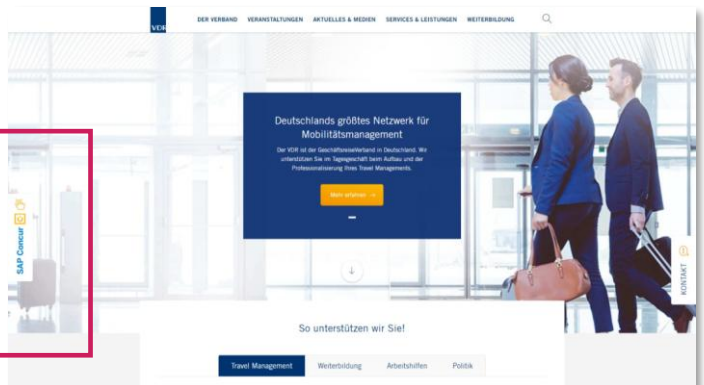 VDR
DER VERBAND VERANSTALTUNGEN AKTUELLES & MEDIEN SERVICES & LEISTUNGEN WEITERBILDUNG
Deutschlands größtes Netzwerk für
Mobilitätsmanagement
Der VDR ist der GeschäftsreiseVerband in Deutschland. Wir
unterstützen Sie im Tagesgeschäft beim Aufbau und der
Professionalisierung Ihres Travel Managements.
Mehr erfahren →
SAP Concur
KONTAKT
So unterstützen wir Sie!
Travel Management Weiterbildung Arbeitshilfen Politik